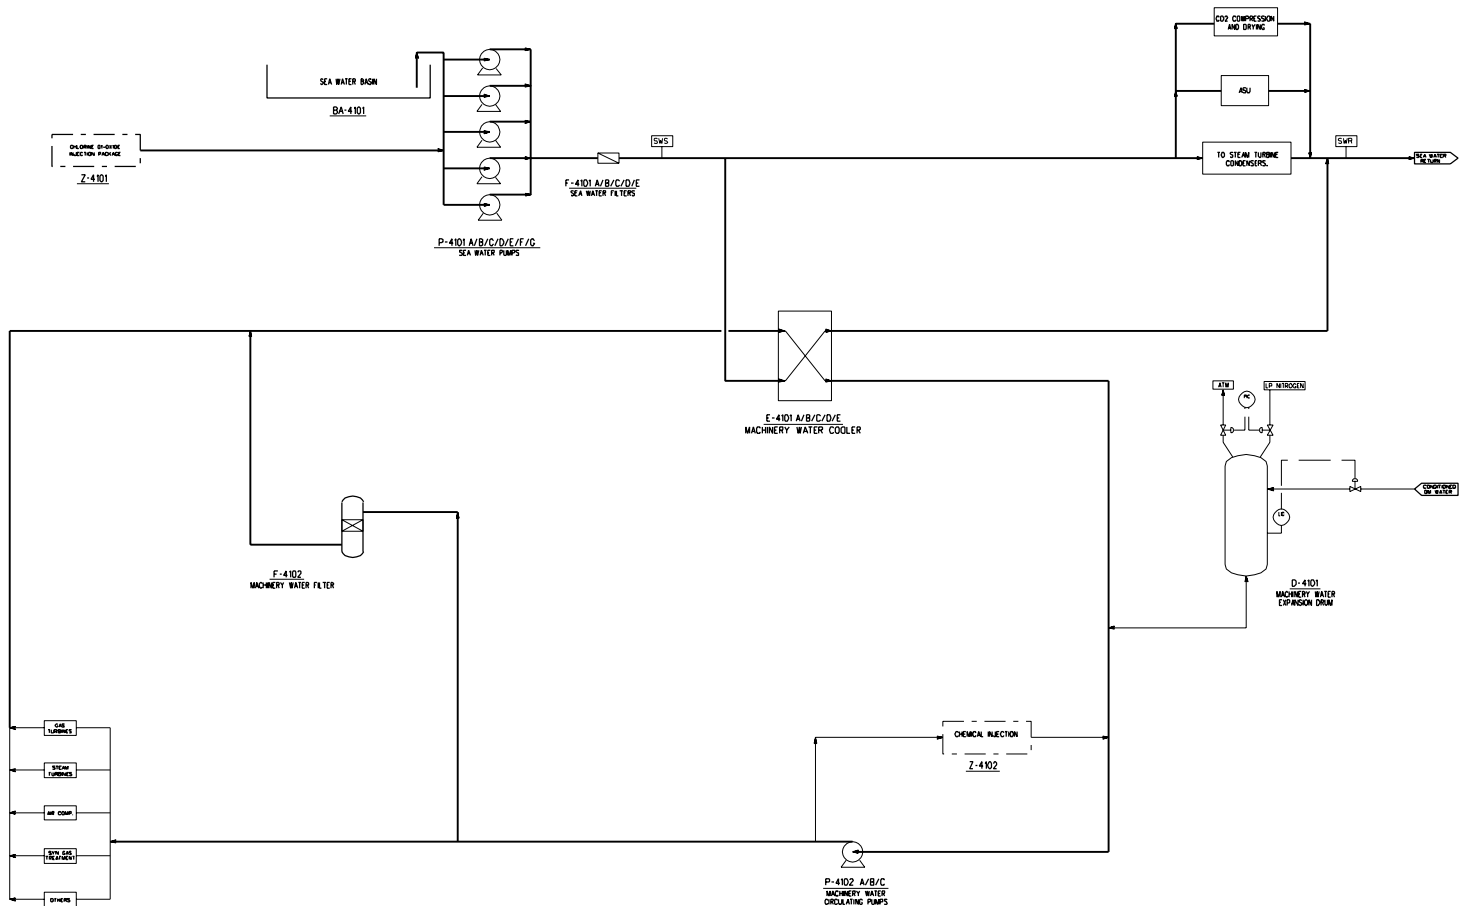 CO2 COMPRESSION
AND DRYING
SEA WATER BASIN
BA-4101
ASU
CHLORINE DI-OXIDE
INJECTION PACKAGE
Z-4101
SWS
SWR
TO STEAM TURBINE
CONDENSERS.
SEA WATER
RETURN
F-4101 A/B/C/D/E
SEA WATER FILTERS
P-4101 A/B/C/D/E/F/G
SEA WATER PUMPS
E-4101 A/B/C/D/E
MACHINERY WATER COOLER
ATM
LP NITROGEN
PIC
CONDITIONED
DM WATER
LIC
F-4102
MACHINERY WATER FILTER
D-4101
MACHINERY WATER
EXPANSION DRUM
GAS
TURBINES
STEAM
TURBINES
AIR COMP.
SYN GAS
TREATMENT
OTHERS
CHEMICAL INJECTION
Z-4102
P-4102 A/B/C
MACHINERY WATER
CIRCULATING PUMPS